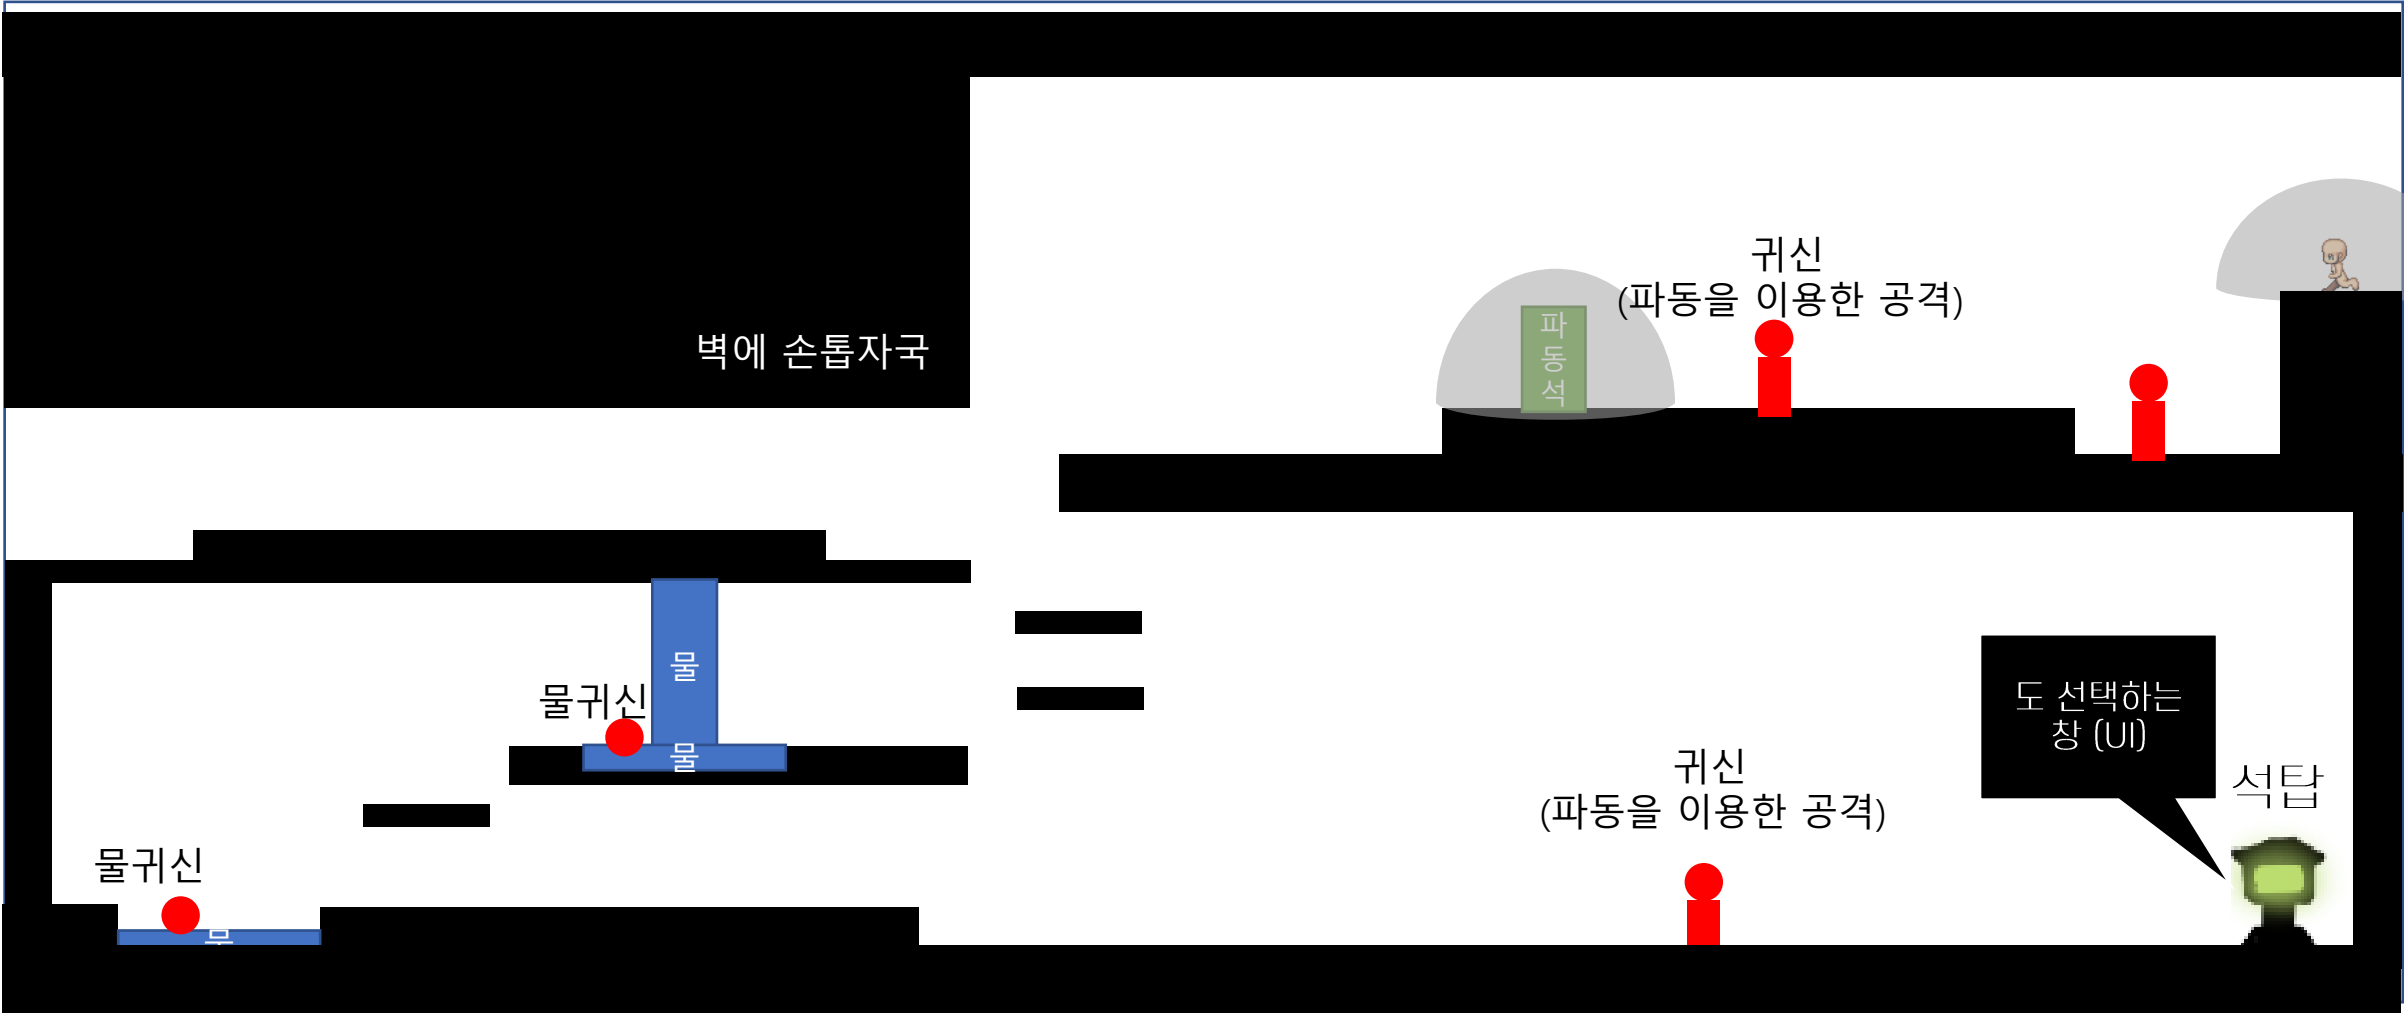 귀신
(파동을 이용한 공격)
파
동
석
벽에 손톱자국
물
물귀신
물
도 선택하는
창 (UI)
귀신
(파동을 이용한 공격)
석탑
물귀신